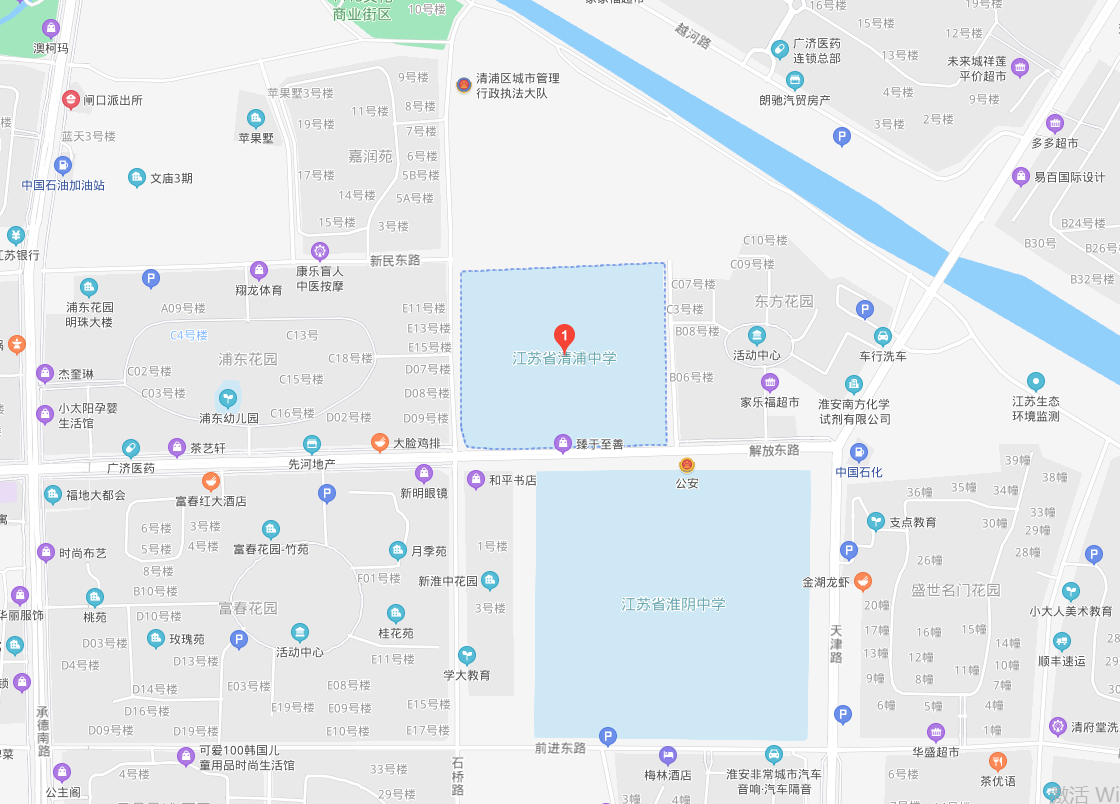 商业街区
10号楼
澳柯玛
越河路
16号楼
19号楼
15号楼
12号楼
13号楼
广济医药
连锁总部
未来城祥莲
平价超市
9号楼
清浦区城市管理
行政执法大队
苹果墅3号楼
8号楼
11号楼
闸口派出所
朗驰汽贸房产
4号楼
9号楼
2号楼
3号楼
19号楼
7号楼
蓝天3号楼
苹果墅
多多超市
嘉润苑
6号楼
5B号楼
17号楼
中国石油加油站
文庙3期
易百国际设计
14号楼
5A号楼
15号楼
3号楼
B24号楼
B30号
B26号
C10号楼
江苏银行
新民东路
C09号楼
康乐盲人
中医按摩
翔龙体育
B32号楼
C07号楼
浦东花园
明珠大楼
A09号楼
E11号楼
C3号楼
东方花园
C4号楼
C13号
E13号楼
B08号楼
E15号楼
1
江苏省清浦中学
浦东花园
C18号楼
活动中心
车行洗车
杰奎琳
C02号楼
D07号楼
C15号楼
B06号楼
C03号楼
D08号楼
家乐福超市
淮安南方化学
试剂有限公司
江苏生态
环境监测
小太阳孕婴
生活馆
浦东幼儿园
C16号楼
D02号楼
D09号楼
茶艺轩
大脸鸡排
臻于至善
解放东路
广济医药
先河地产
中国石化
39号幢
和平书店
公安
38幢
福地大都会
富春红大酒店
新明眼镜
36幢
35幢
34幢
33幢
6号楼
3号楼
支点教育
30幢
29幢
5号楼
4号楼
富春花园-竹苑
月季苑
1号楼
28幢
时尚布艺
26幢
8号楼
F01号楼
新淮中花园
金湖龙虾
盛世名门花园
B10号楼
华丽服饰
桃苑
富春花园
3号楼
江苏省淮阴中学
20幢
小大人美术教育
D10号楼
桂花苑
17幢
16幢
15幢
玫瑰苑
天津路
14幢
D03号楼
活动中心
13幢
12幢
10幢
顺丰速运
D4号楼
D13号楼
E11号楼
学大教育
11幢
9幢
8幢
7幢
D14号楼
E03号楼
E08号楼
D16号楼
E19号楼
E09号楼
E15号楼
6幢
5幢
4幢
承德南路
D09号楼
D19号楼
E10号楼
E17号楼
1幢
清府堂洗
前进东路
华盛超市
可爱100韩国儿
童用品时尚生活馆
石桥路
4号楼
33号楼
梅林酒店
淮安非常城市汽车
音响·汽车隔音
6号楼
茶优语
公主阁
29号楼
3幢
4幢
9号楼
激活 Wi